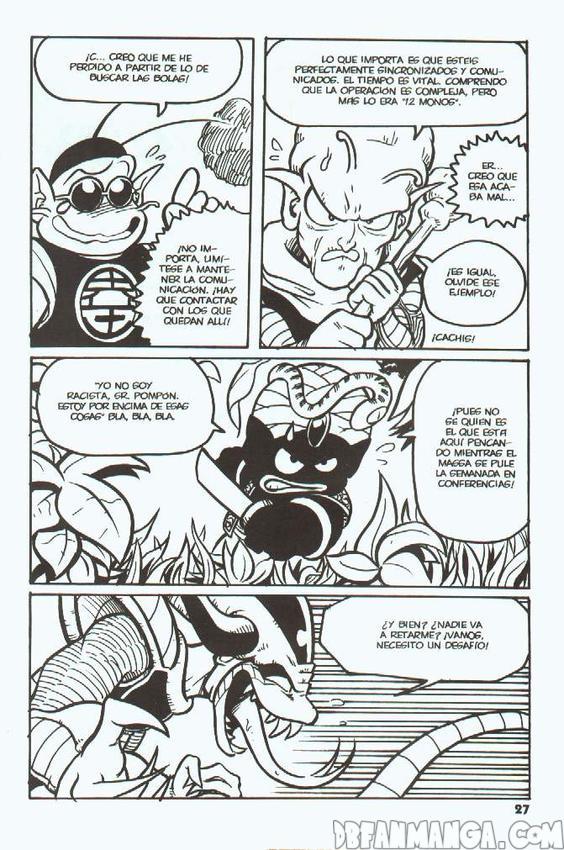 ¡C... CREO QUE ME HE
PERDIDO A PARTIR DE LO DE
BUSCAR LAS BOLAS!
¡NO IM-
PORTA, LIMÍ-
TESE A MANTE-
NER LA COMU-
NICACIÓN. ¡HAY
QUE CONTACTAR
CON LOS QUE
QUEDAN ALLÍ!
LO QUE IMPORTA ES QUE ESTEIS
PERFECTAMENTE SINCRONIZADOS Y COMU-
NICADOS. EL TIEMPO ES VITAL. COMPRENDO
QUE LA OPERACIÓN ES COMPLEJA, PERO
MAS LO ERA "12 MONOS".
ER...
CREO QUE
ESA ACA-
BA MAL...
¡ES IGUAL,
OLVIDE ESE
EJEMPLO!
¡CACHIS!
"YO NO SOY
RACISTA, SR. POMPÓN.
ESTOY POR ENCIMA DE ESAS
COSAS" BLA, BLA, BLA.
¡PUES NO
SE QUIEN ES
EL QUE ESTÁ
AQUÍ PENCAN-
DO MIENTRAS EL
MASSA SE PULE
LA SEMANADA EN
CONFERENCIAS!
¿Y BIEN? ¿NADIE VA
A RETARME? ¡VAMOS,
NECESITO UN DESAFÍO!
27
DBFANMANGA.COM